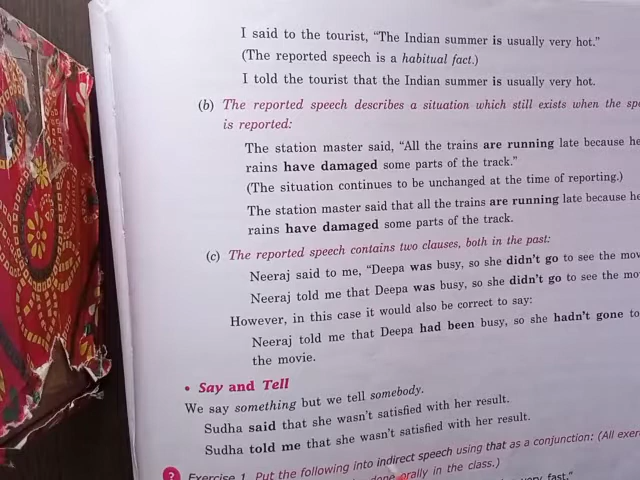 I said to the tourist, “The Indian summer is usually very hot.”
(The reported speech is a habitual fact.)
I told the tourist that the Indian summer is usually very hot.
(b) The reported speech describes a situation which still exists when the
is reported:
The station master said, “All the trains are running late because
rains have damaged some parts of the track.”
(The situation continues to be unchanged at the time of reporting.)
The station master said that all the trains are running late because
rains have damaged some parts of the track.
(c) The reported speech contains two clauses, both in the past:
Neeraj said to me, “Deepa was busy, so she didn't go to see the
Neeraj told me that Deepa was busy, so she didn't go to see the
However, in this case it would also be correct to say:
Neeraj told me that Deepa had been busy, so she hadn't gone to
the movie.
• Say and Tell
We say something but we tell somebody.
Sudha said that she wasn't satisfied with her result.
Sudha told me that she wasn't satisfied with her result.
? Exercise 1 Put the following into indirect speech using that as a conjunction: (All
done orally in the class.)
very fast.”